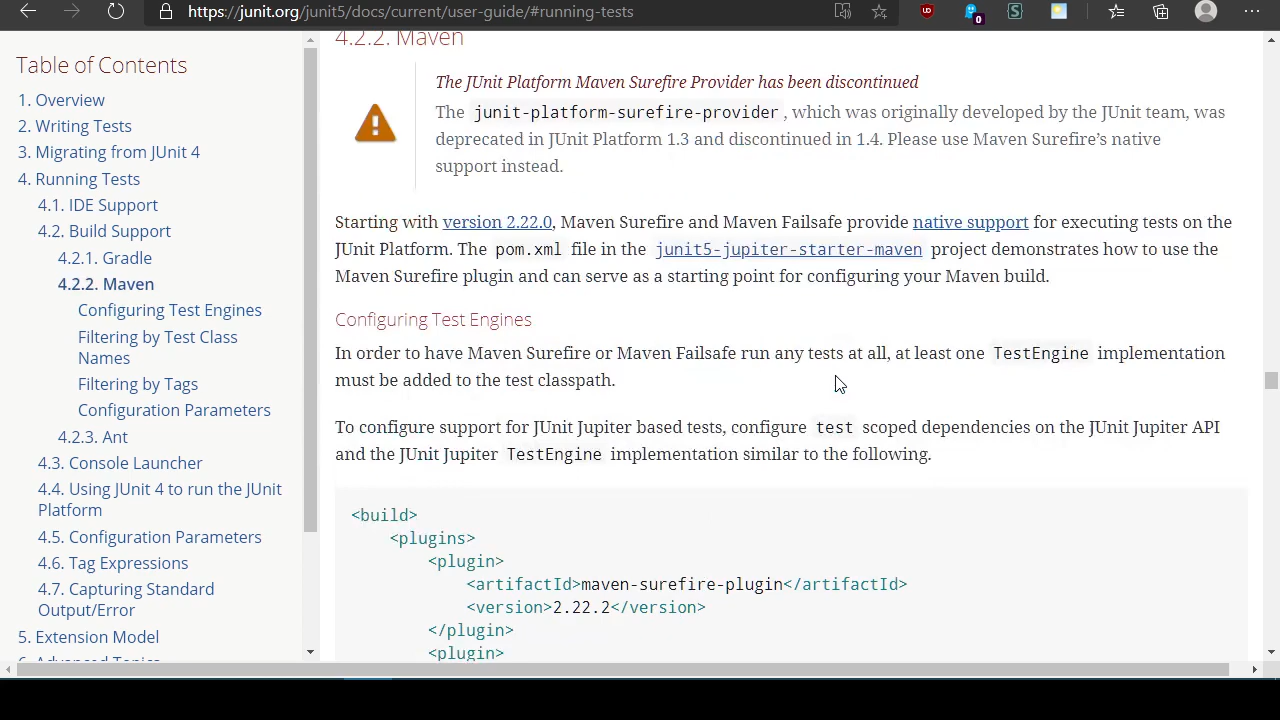 https://junit.org/junit5/docs/current/user-guide/#running-tests
0
Table of Contents
1. Overview
2. Writing Tests
3. Migrating from JUnit 4
4. Running Tests
4.1. IDE Support
4.2. Build Support
4.2.1. Gradle
4.2.2. Maven
Configuring Test Engines
Filtering by Test Class
Names
Filtering by Tags
Configuration Parameters
4.2.3. Ant
4.3. Console Launcher
4.4. Using JUnit 4 to run the JUnit
Platform
4.5. Configuration Parameters
4.6. Tag Expressions
4.7. Capturing Standard
Output/Error
5. Extension Model
6. Advanced Topics
4.2.2. Maven
The JUnit Platform Maven Surefire Provider has been discontinued
The junit-platform-surefire-provider, which was originally developed by the JUnit team, was
deprecated in JUnit Platform 1.3 and discontinued in 1.4. Please use Maven Surefire’s native
support instead.
Starting with version 2.22.0, Maven Surefire and Maven Failsafe provide native support for executing tests on the
JUnit Platform. The pom.xml file in the junit5-jupiter-starter-maven project demonstrates how to use the
Maven Surefire plugin and can serve as a starting point for configuring your Maven build.
Configuring Test Engines
In order to have Maven Surefire or Maven Failsafe run any tests at all, at least one TestEngine implementation
must be added to the test classpath.
To configure support for JUnit Jupiter based tests, configure test scoped dependencies on the JUnit Jupiter API
and the JUnit Jupiter TestEngine implementation similar to the following.
<build>
<plugins>
<plugin>
<artifactId>maven-surefire-plugin</artifactId>
<version>2.22.2</version>
</plugin>
<plugin>